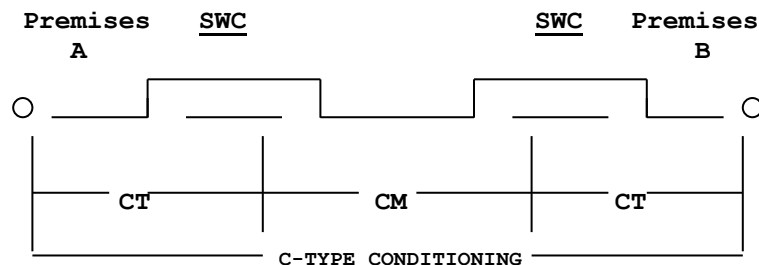 Premises SWC SWC Premises
A B
CT CM CT
C-TYPE CONDITIONING